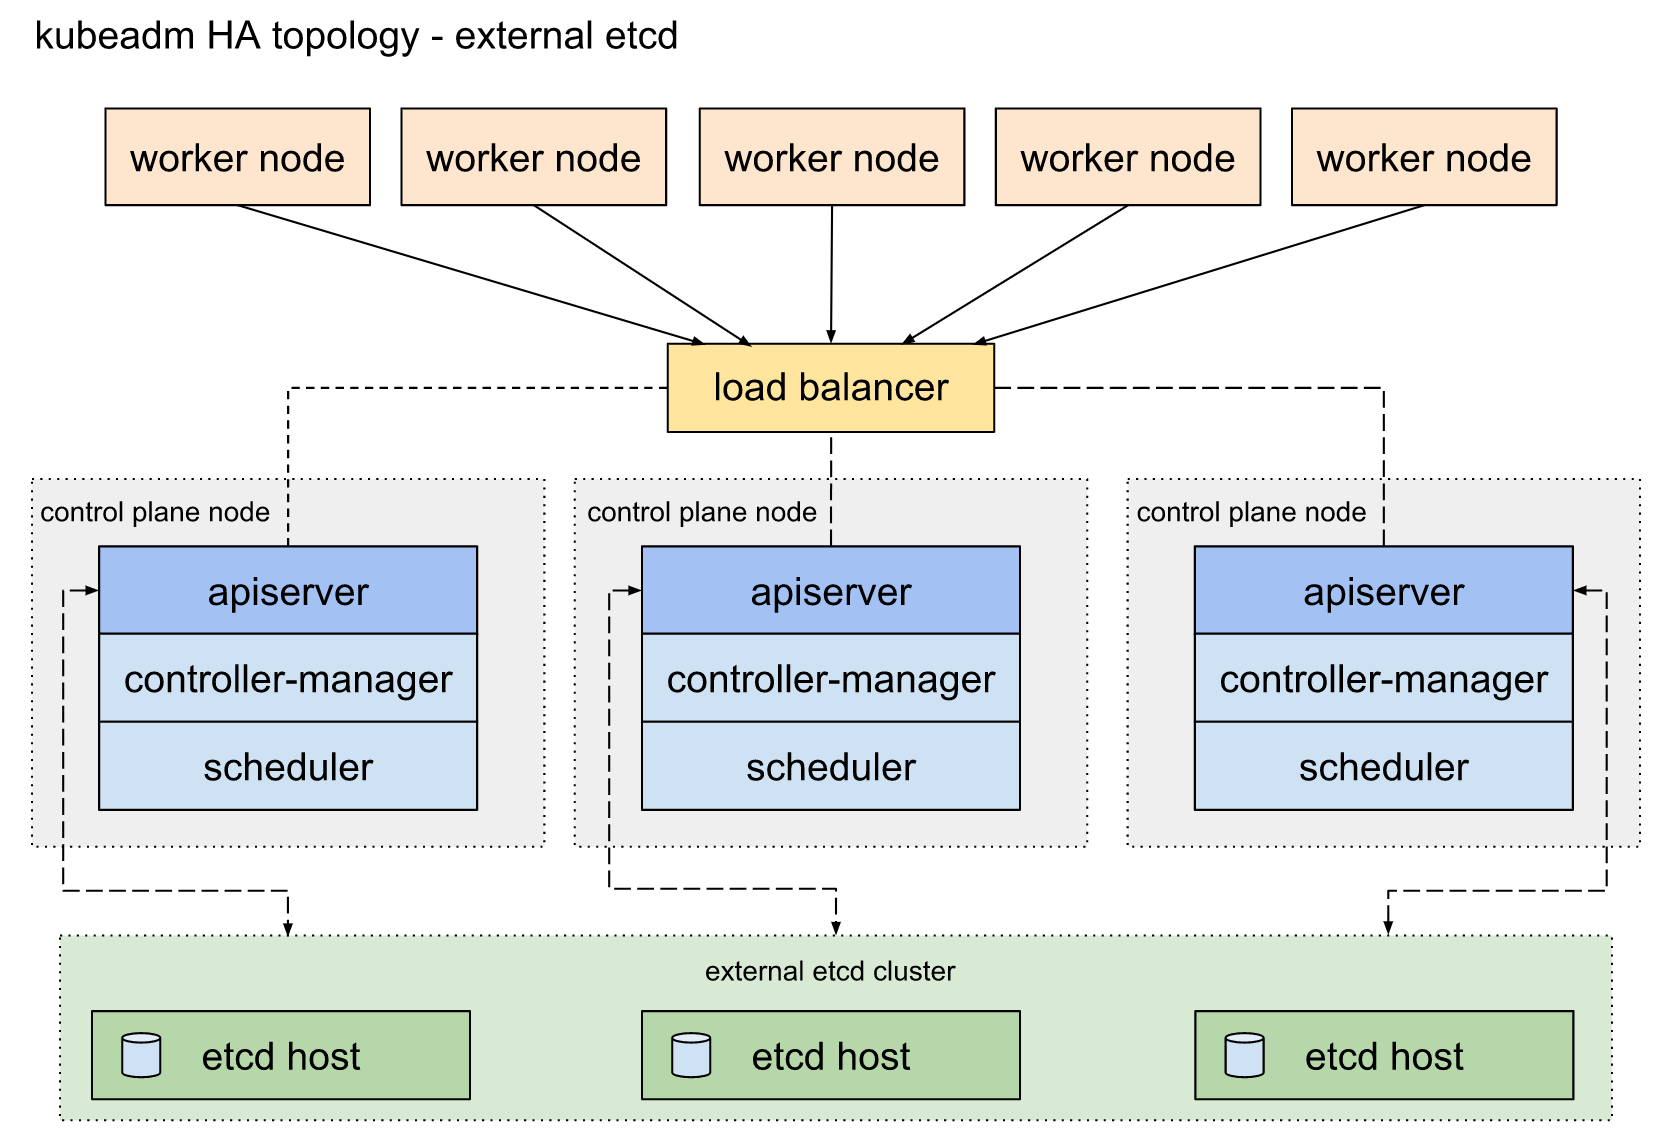 kubeadm HA topology - external etcd
worker node
worker node
worker node
worker node
worker node
load balancer
control plane node
control plane node
control plane node
apiserver
apiserver
apiserver
controller-manager
controller-manager
controller-manager
scheduler
scheduler
scheduler
external etcd cluster
etcd host
etcd host
etcd host